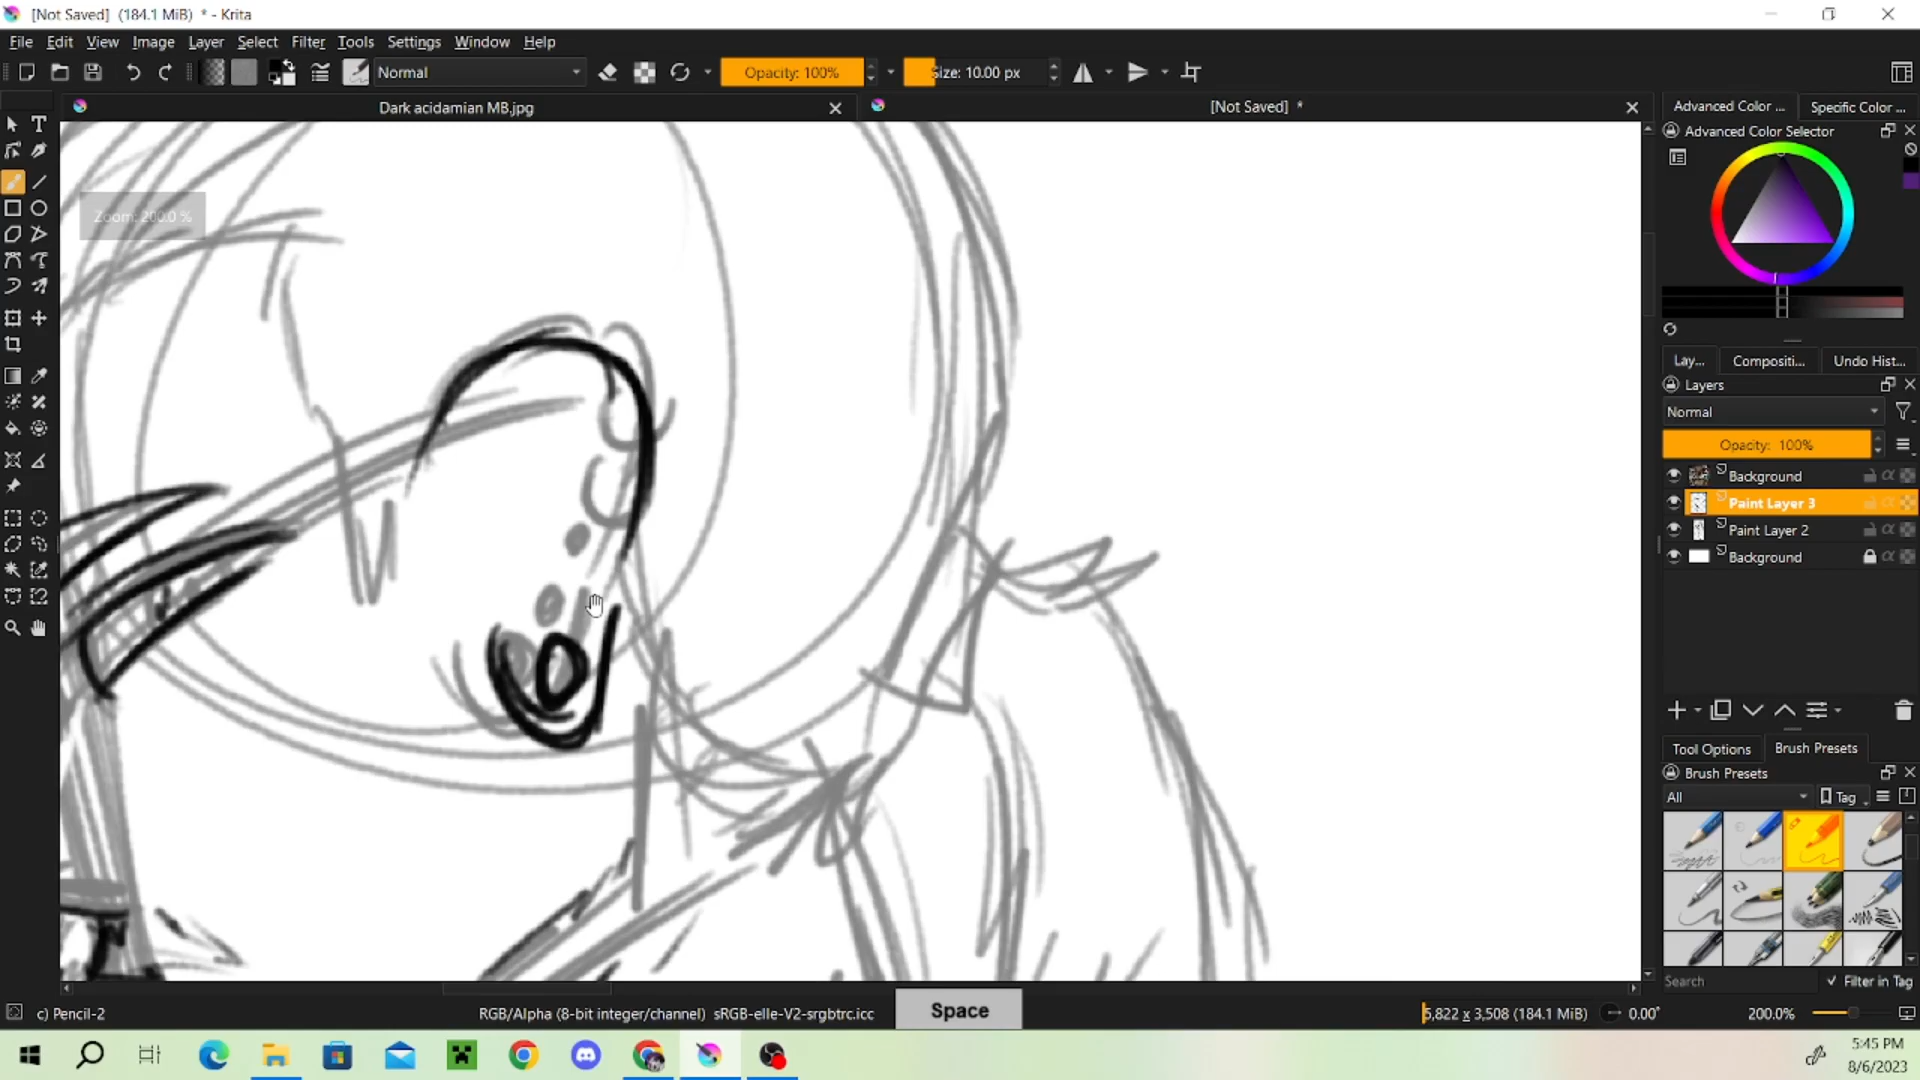 [Not Saved]  (184.1 MiB)  * - Krita
File Edit View Image Layer Select Filter Tools Settings Window Help
Normal
Opacity: 100%
Size: 10.00 px
Dark acidamian MB.jpg
[Not Saved]  *
Advanced Color ...
Specific Color ...
Advanced Color Selector
Zoom: 200.0 %
Lay...
Compositi...
Undo Hist...
Layers
Normal
Opacity:  100%
Background
Paint Layer 3
Paint Layer 2
Background
Tool Options
Brush Presets
Brush Presets
All
Tag
Search
Filter in Tag
c) Pencil-2
RGB/Alpha (8-bit integer/channel)  sRGB-elle-V2-srgbtrc.icc
Space
5,822 x 3,508 (184.1 MiB)
0.00°
200.0%
5:45 PM
8/6/2023